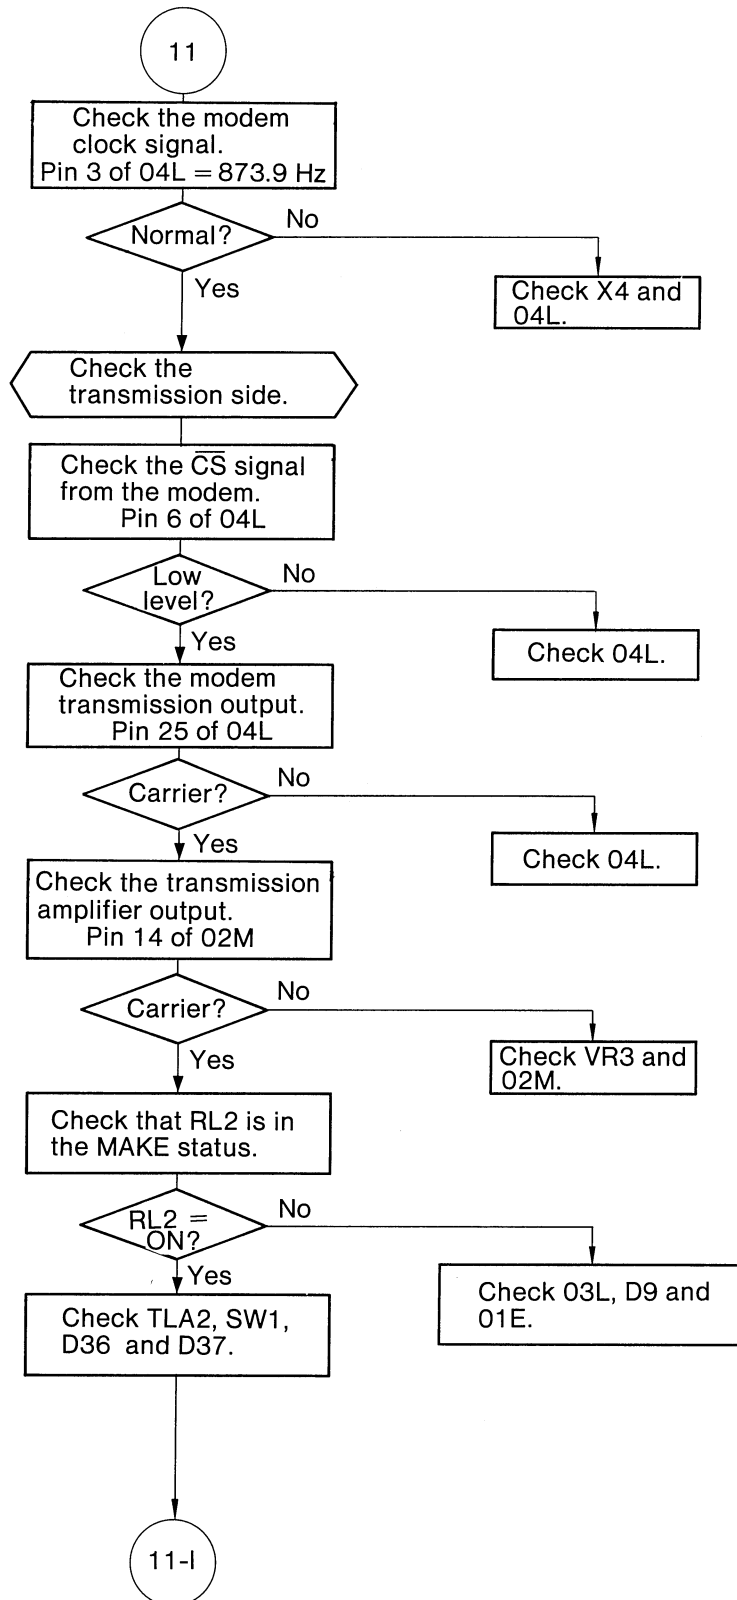 11
Check the modem
clock signal.
Pin 3 of 04L = 873.9 Hz
Normal?
No
Yes
Check X4 and
04L.
Check the
transmission side.
Check the C̅S̅ signal
from the modem.
Pin 6 of 04L
Low
level?
No
Yes
Check 04L.
Check the modem
transmission output.
Pin 25 of 04L
Carrier?
No
Yes
Check 04L.
Check the transmission
amplifier output.
Pin 14 of 02M
Carrier?
No
Yes
Check VR3 and
02M.
Check that RL2 is in
the MAKE status.
RL2 =
ON?
No
Yes
Check 03L, D9 and
01E.
Check TLA2, SW1,
D36 and D37.
11-I